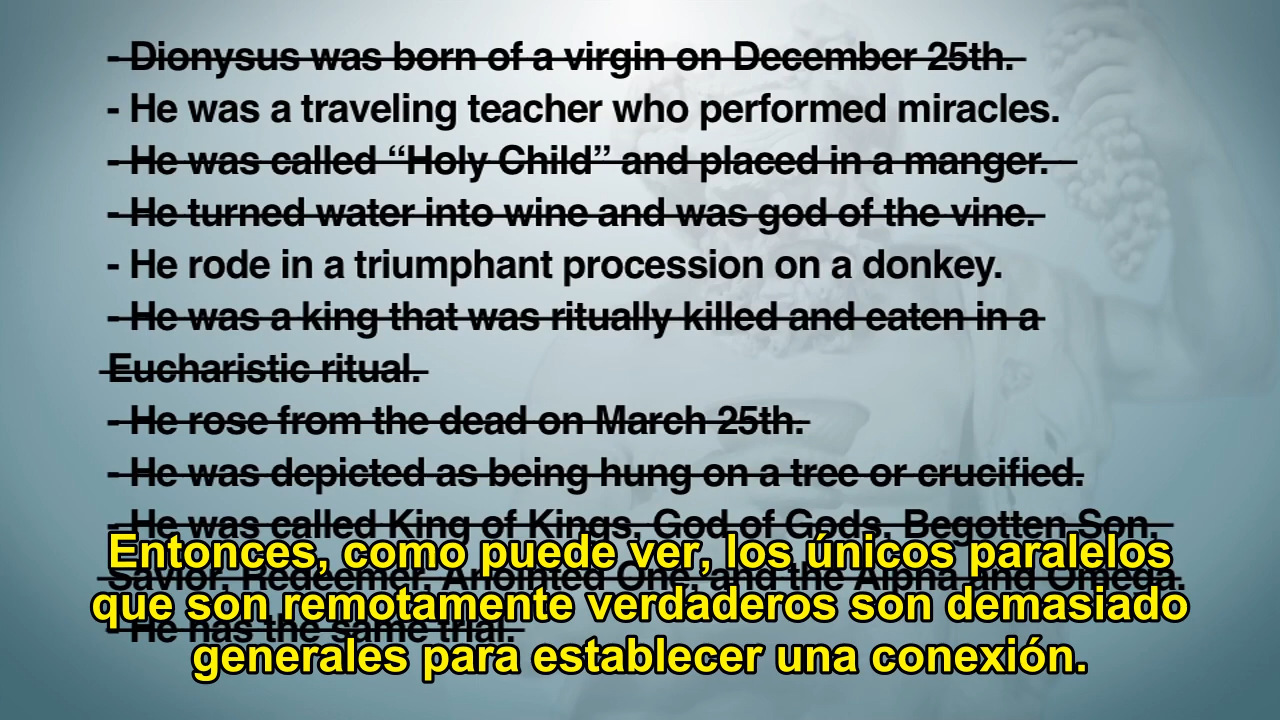 - Dionysus was born of a virgin on December 25th.
- He was a traveling teacher who performed miracles.
- He was called “Holy Child” and placed in a manger.
- He turned water into wine and was god of the vine.
- He rode in a triumphant procession on a donkey.
- He was a king that was ritually killed and eaten in a
Eucharistic ritual.
- He rose from the dead on March 25th.
- He was depicted as being hung on a tree or crucified.
- He was called King of Kings, God of Gods, Begotten Son,
Savior, Redeemer, Anointed One, and the Alpha and Omega.
- He has the same trial.
Entonces, como puede ver, los únicos paralelos
que son remotamente verdaderos son demasiado
generales para establecer una conexión.